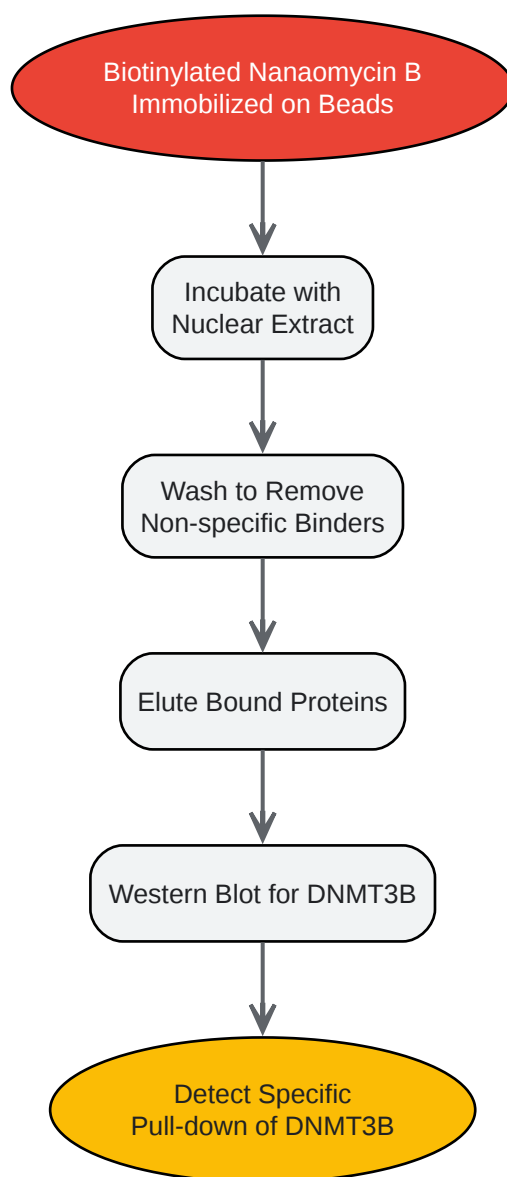 Biotinylated Nanaomycin B
Immobilized on Beads
Incubate with
Nuclear Extract
Wash to Remove
Non-specific Binders
Elute Bound Proteins
Western Blot for DNMT3B
Detect Specific
Pull-down of DNMT3B